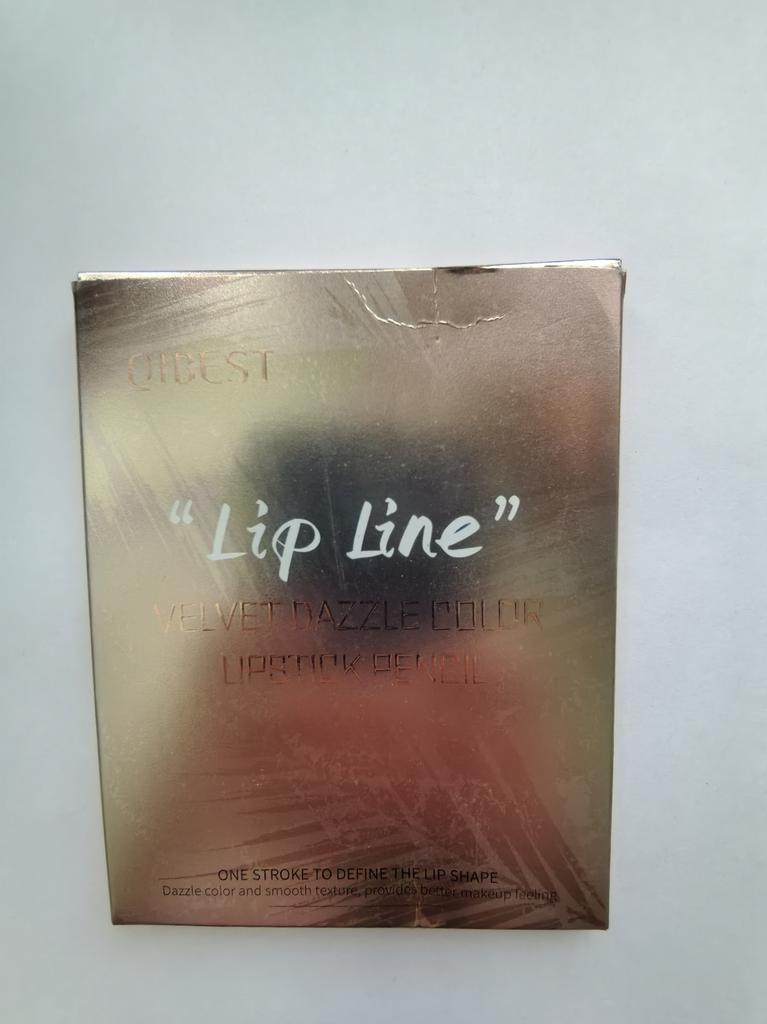 QIBEST
“Lip Line”
VELVET DAZZLE COLOR
LIPSTICK PENCIL
ONE STROKE TO DEFINE THE LIP SHAPE
Dazzle color and smooth texture, provides better makeup feeling